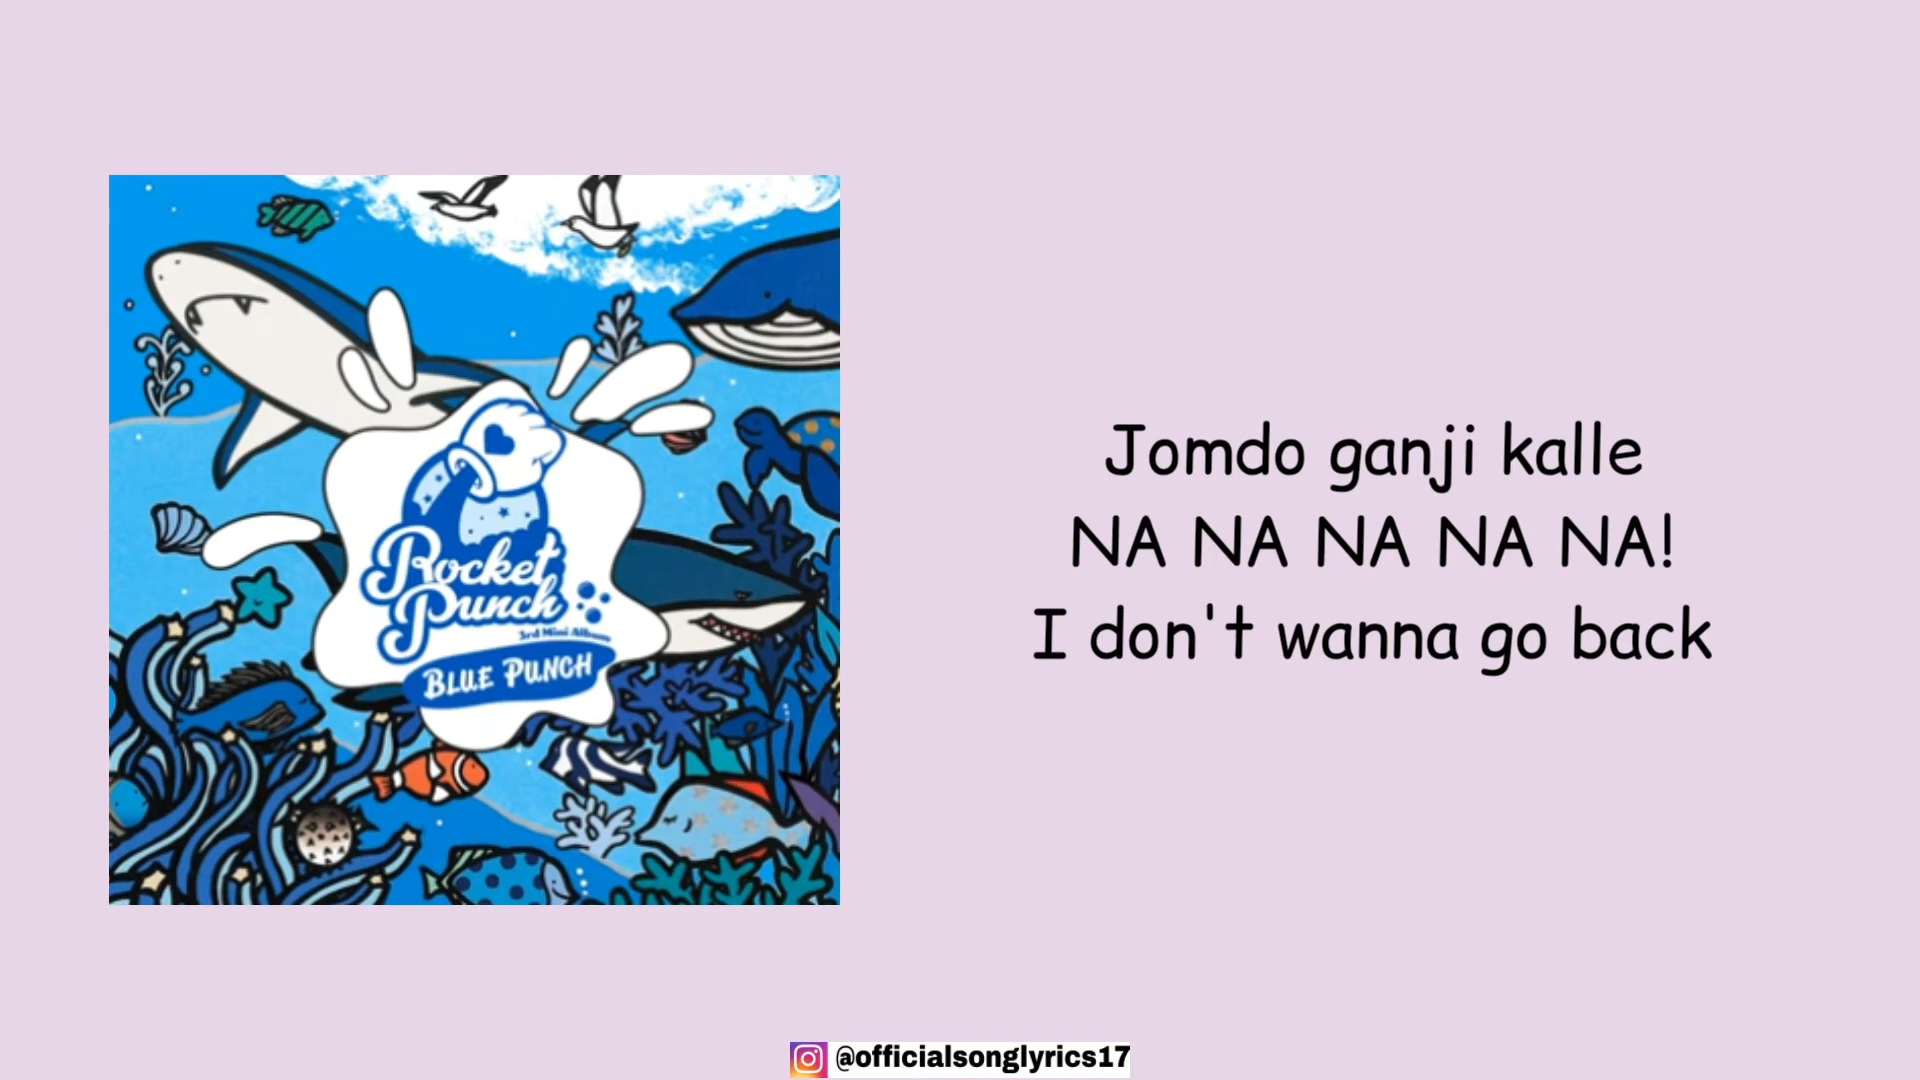 Rocket
Punch
3rd Mini Album
BLUE PUNCH
Jomdo ganji kalle
NA NA NA NA NA!
I don't wanna go back
@officialsonglyrics17